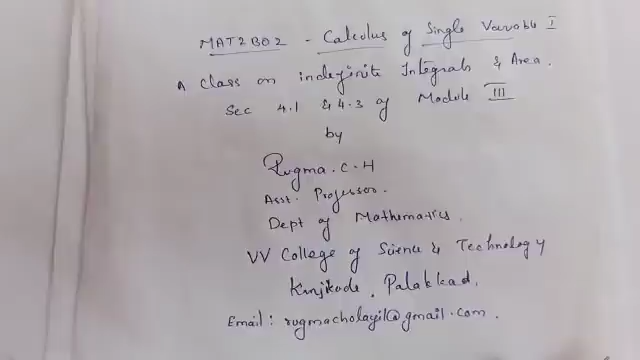 MAT2B02 - Calculus of Single Variable I
A Class on indefinite Integrals & Area.
Sec 4.1 & 4.3 of Module III
by
Rugma.C.H
Asst. Professor.
Dept of Mathematics.
VV College of Science & Technology
Kanjikode, Palakkad.
Email: rugmacholayil@gmail.com.